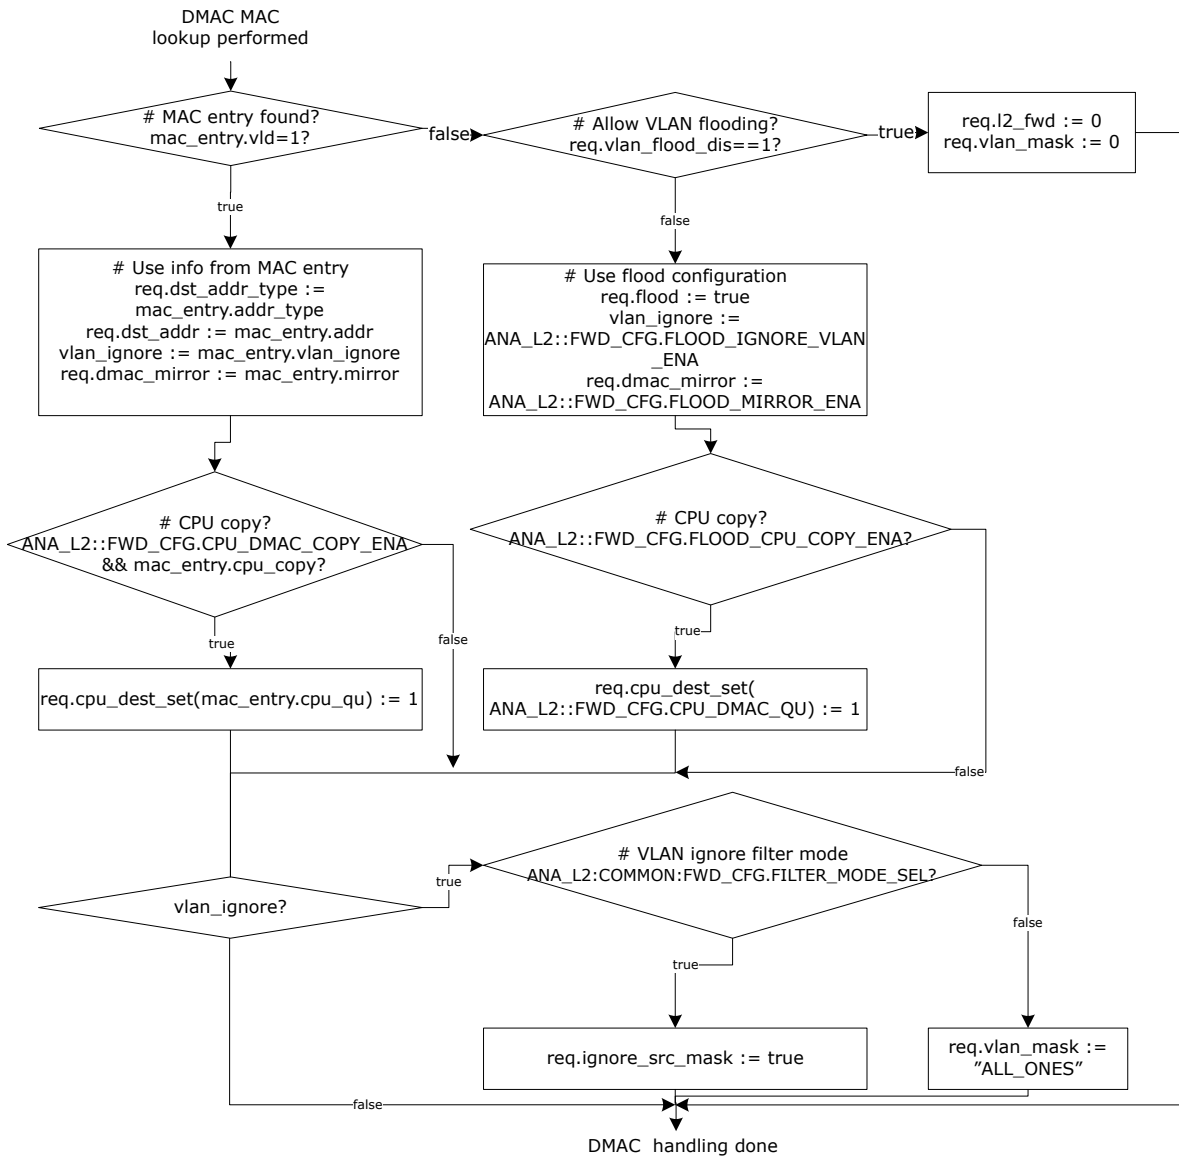 DMAC MAC
lookup performed
# MAC entry found?
mac_entry.vld=1?
false
# Allow VLAN flooding?
req.vlan_flood_dis==1?
true
req.l2_fwd := 0
req.vlan_mask := 0
true
false
# Use info from MAC entry
req.dst_addr_type :=
mac_entry.addr_type
req.dst_addr := mac_entry.addr
vlan_ignore := mac_entry.vlan_ignore
req.dmac_mirror := mac_entry.mirror
# Use flood configuration
req.flood := true
vlan_ignore :=
ANA_L2::FWD_CFG.FLOOD_IGNORE_VLAN
_ENA
req.dmac_mirror :=
ANA_L2::FWD_CFG.FLOOD_MIRROR_ENA
# CPU copy?
ANA_L2::FWD_CFG.CPU_DMAC_COPY_ENA
&& mac_entry.cpu_copy?
# CPU copy?
ANA_L2::FWD_CFG.FLOOD_CPU_COPY_ENA?
true
false
true
req.cpu_dest_set(mac_entry.cpu_qu) := 1
req.cpu_dest_set(
ANA_L2::FWD_CFG.CPU_DMAC_QU) := 1
false
# VLAN ignore filter mode
ANA_L2:COMMON:FWD_CFG.FILTER_MODE_SEL?
true
vlan_ignore?
false
true
req.ignore_src_mask := true
req.vlan_mask :=
”ALL_ONES”
false
DMAC  handling done